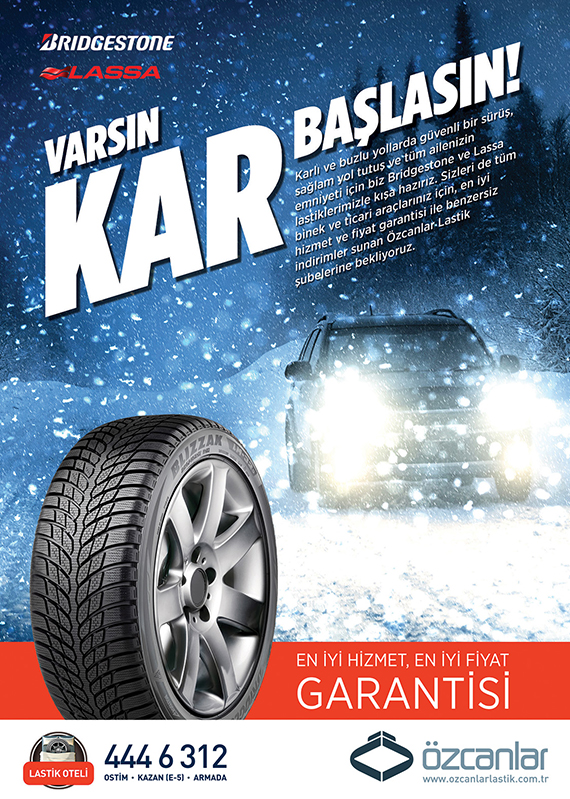 BRIDGESTONE
LASSA
VARSIN
KAR
BAŞLASIN!
Karlı ve buzlu yollarda güvenli bir sürüş,
sağlam yol tutuş ve tüm ailenizin
emniyeti için biz Bridgestone ve Lassa
lastiklerimizle kışa hazırız. Sizleri de tüm
binek ve ticari araçlarınız için, en iyi
hizmet ve fiyat garantisi ile benzersiz
indirimler sunan Özcanlar Lastik
şubelerine bekliyoruz.
BLIZZAK
EN İYİ HİZMET, EN İYİ FİYAT
GARANTİSİ
LASTİK OTELİ
444 6 312
OSTİM • KAZAN (E-5) • ARMADA
özcanlar
www.ozcanlarlastik.com.tr